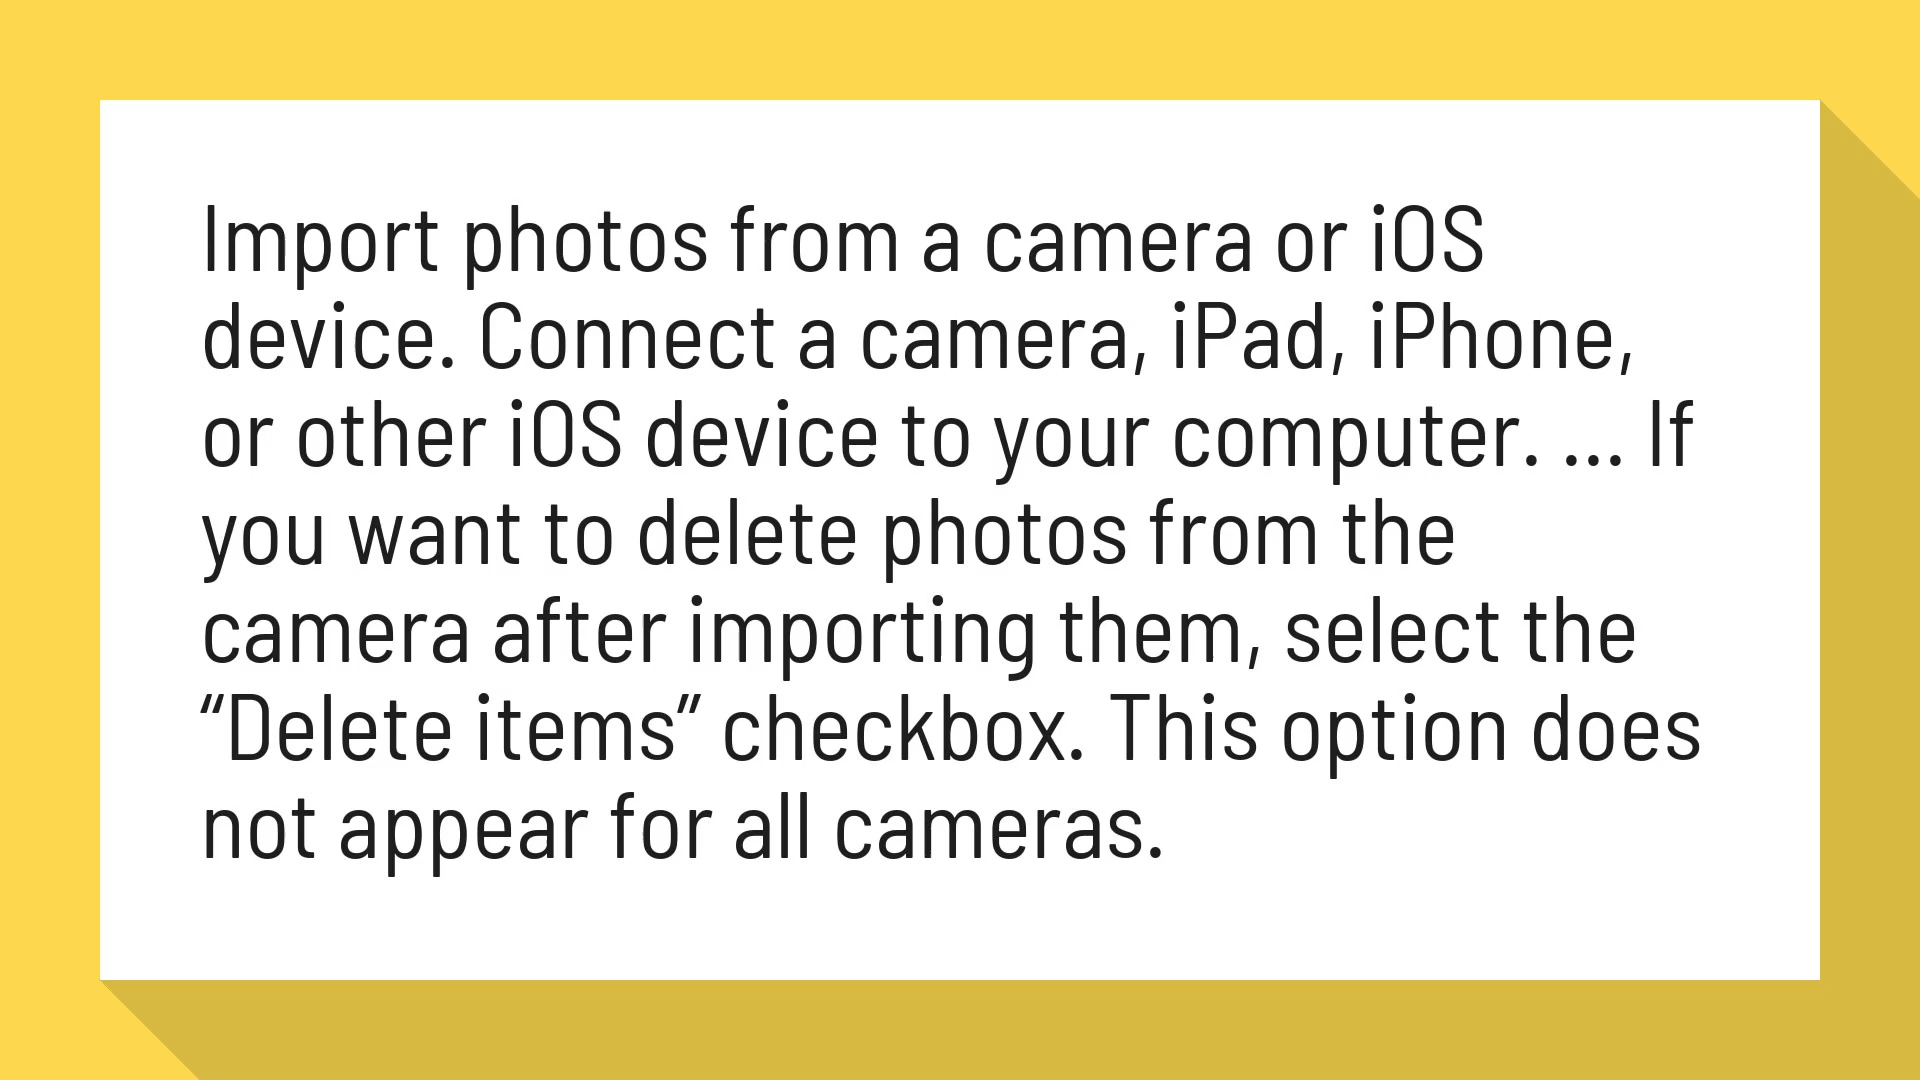 Import photos from a camera or iOS
device. Connect a camera, iPad, iPhone,
or other iOS device to your computer. ... If
you want to delete photos from the
camera after importing them, select the
“Delete items” checkbox. This option does
not appear for all cameras.